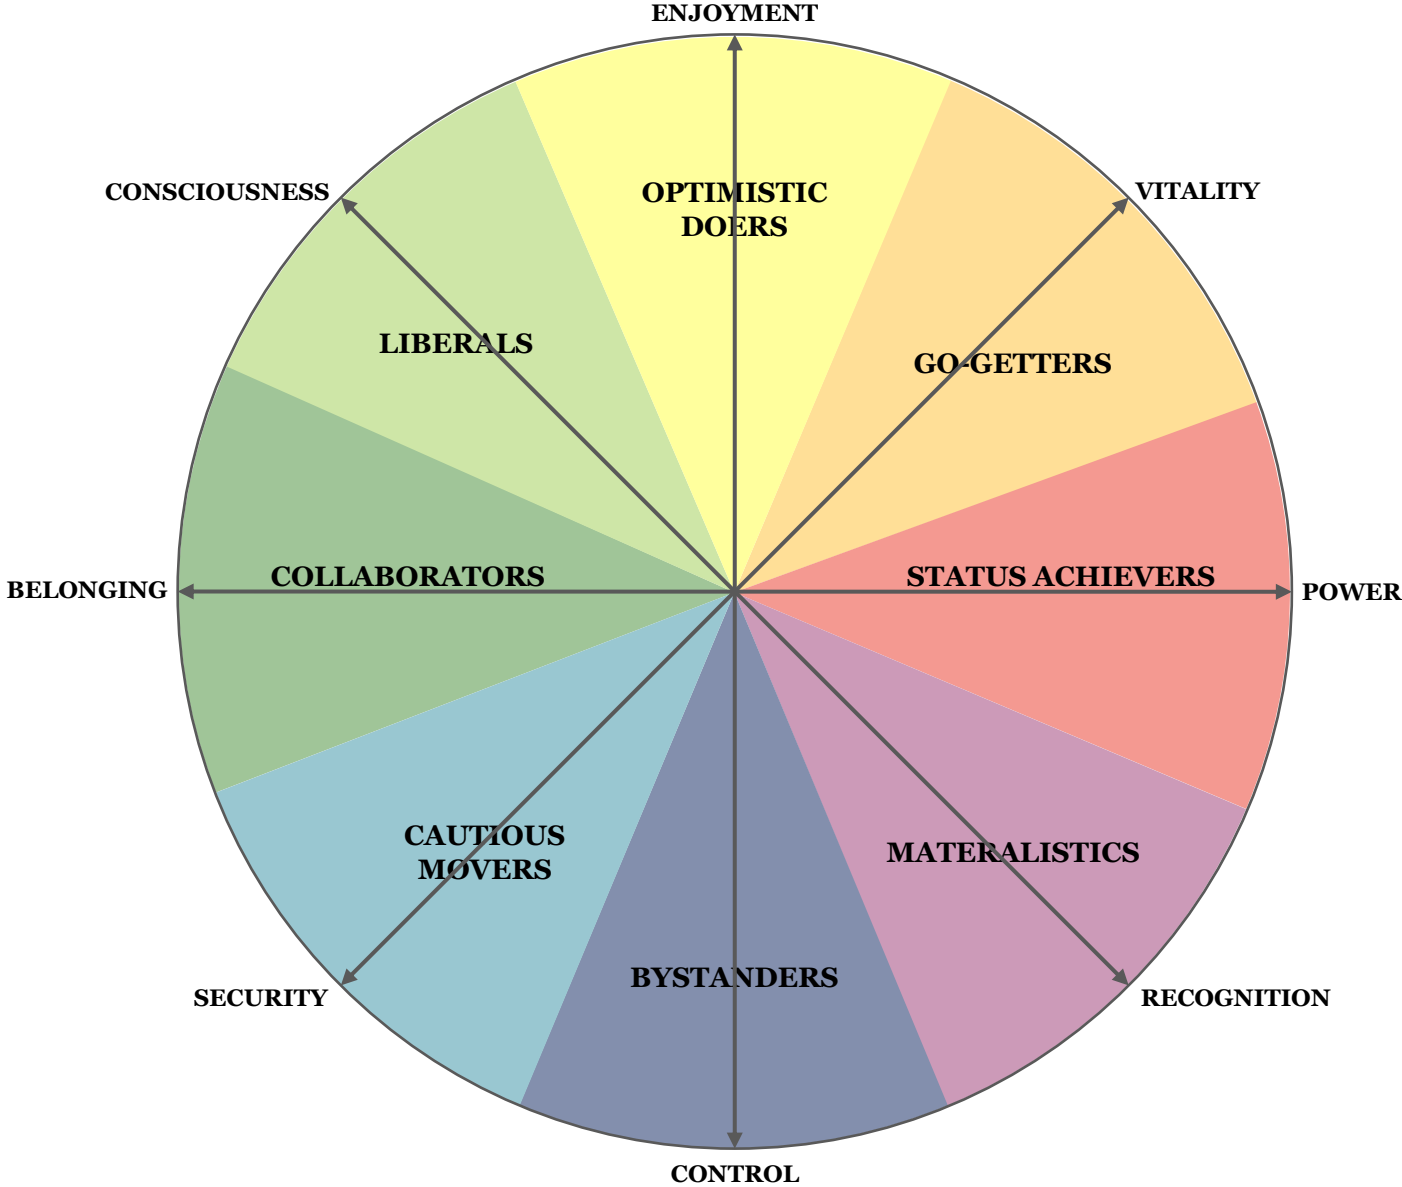 ENJOYMENT
CONSCIOUSNESS
VITALITY
OPTIMISTIC
DOERS
LIBERALS
GO-GETTERS
BELONGING
COLLABORATORS
STATUS ACHIEVERS
POWER
CAUTIOUS
MOVERS
MATERALISTICS
BYSTANDERS
SECURITY
RECOGNITION
CONTROL